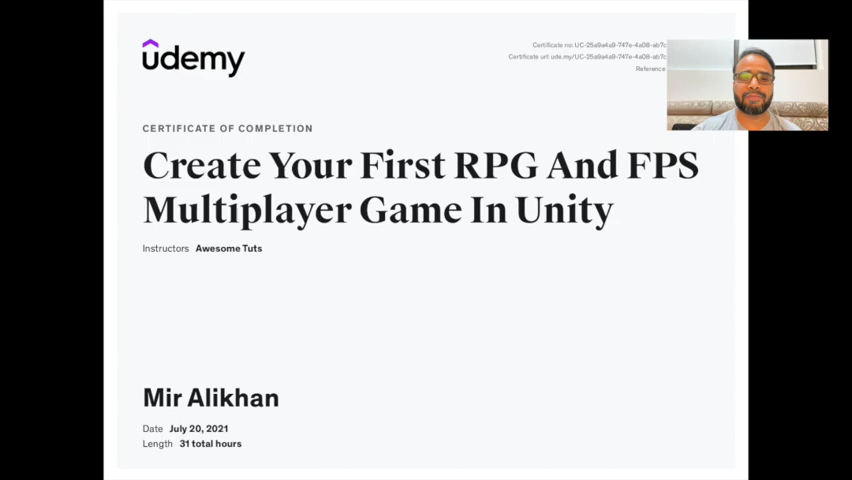 udemy
Certificate no: UC-25a9a4a9-747e-4a08-ab7c
Certificate url: ude.my/UC-25a9a4a9-747e-4a08-ab7c
Reference
CERTIFICATE OF COMPLETION
Create Your First RPG And FPS
Multiplayer Game In Unity
Instructors Awesome Tuts
Mir Alikhan
Date July 20, 2021
Length 31 total hours